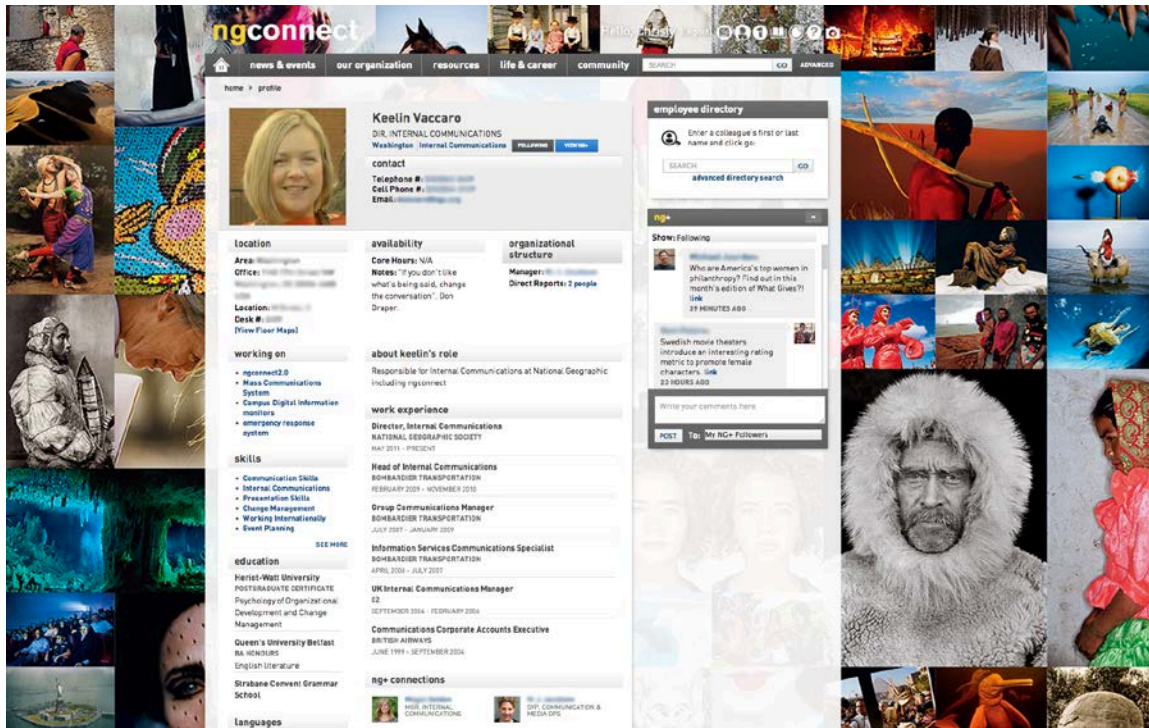 ngconnect
Hello, Christy
news & events our organization resources life & career community SEARCH GO ADVANCED
home > profile
Keelin Vaccaro
DIR, INTERNAL COMMUNICATIONS
Washington | Internal Communications FOLLOWING VIEW NG+
contact
Telephone #:
Cell Phone #:
Email:
location
Area:
Office:
Location:
Desk #:
[View Floor Maps]
availability
Core Hours: N/A
Notes: "If you don't like
what's being said, change
the conversation". Don
Draper.
organizational
structure
Manager:
Direct Reports: 2 people
working on
• ngconnect2.0
• Mass Communications
System
• Campus Digital Information
monitors
• emergency response
system
skills
• Communication Skills
• Internal Communications
• Presentation Skills
• Change Management
• Working Internationally
• Event Planning
SEE MORE
education
Heriot-Watt University
POSTGRADUATE CERTIFICATE
Psychology of Organizational
Development and Change
Management
Queen's University Belfast
BA HONOURS
English literature
Strabane Convent Grammar
School
languages
about keelin's role
Responsible for Internal Communications at National Geographic
including ngconnect
work experience
Director, Internal Communications
NATIONAL GEOGRAPHIC SOCIETY
MAY 2011 - PRESENT
Head of Internal Communications
BOMBARDIER TRANSPORTATION
FEBRUARY 2009 - NOVEMBER 2010
Group Communications Manager
BOMBARDIER TRANSPORTATION
JULY 2007 - JANUARY 2009
Information Services Communications Specialist
BOMBARDIER TRANSPORTATION
APRIL 2006 - JULY 2007
UK Internal Communications Manager
O2
SEPTEMBER 2004 - FEBRUARY 2006
Communications Corporate Accounts Executive
BRITISH AIRWAYS
JUNE 1999 - SEPTEMBER 2004
ng+ connections
MGR, INTERNAL
COMMUNICATIONS
SVP, COMMUNICATION &
MEDIA OPS
employee directory
Enter a colleague's first or last
name and click go:
SEARCH GO
advanced directory search
ng+
Show: Following
Who are America's top women in
philanthropy? Find out in this
month's edition of What Gives?!
link
39 MINUTES AGO
Swedish movie theaters
introduce an interesting rating
metric to promote female
characters. link
23 HOURS AGO
Write your comments here
POST To: My NG+ Followers